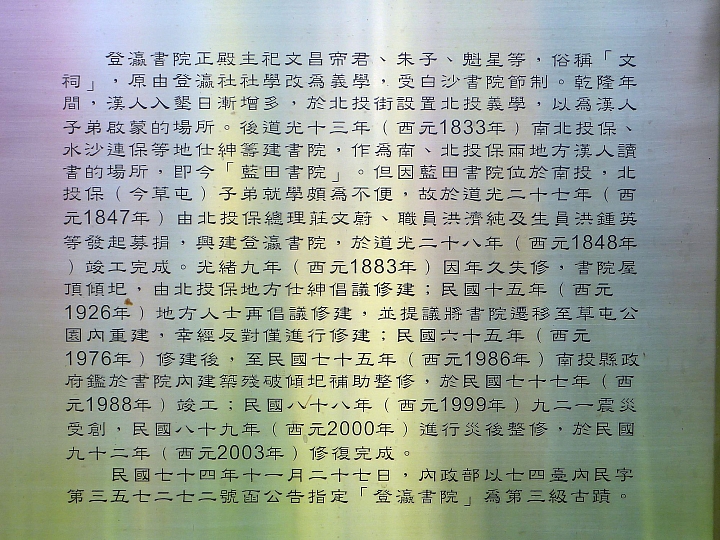 登瀛書院正殿主祀文昌帝君、朱子、魁星等，俗稱「文
祠」，原由登瀛社社學改為義學，受白沙書院節制。乾隆年
間，漢人入墾日漸增多，於北投街設置北投義學，以為漢人
子弟啟蒙的場所。後道光十三年（西元1833年）南北投保、
水沙連保等地仕紳籌建書院，作為南、北投保兩地方漢人讀
書的場所，即今「藍田書院」。但因藍田書院位於南投，北
投保（今草屯）子弟就學頗為不便，故於道光二十七年（西
元1847年）由北投保總理莊文蔚、職員洪濟純及生員洪鍾英
等發起募捐，興建登瀛書院，於道光二十八年（西元1848年
）竣工完成。光緒九年（西元1883年）因年久失修，書院屋
頂傾圯，由北投保地方仕紳倡議修建；民國十五年（西元
1926年）地方人士再倡議修建，並提議將書院遷移至草屯公
園內重建，幸經反對僅進行修建；民國六十五年（西元
1976年）修建後，至民國七十五年（西元1986年）南投縣政
府鑑於書院內建築殘破傾圯補助整修，於民國七十七年（西
元1988年）竣工；民國八十八年（西元1999年）九二一震災
受創，民國八十九年（西元2000年）進行災後整修，於民國
九十二年（西元2003年）修復完成。
民國七十四年十一月二十七日，內政部以七四臺內民字
第三五七二七二號函公告指定「登瀛書院」為第三級古蹟。